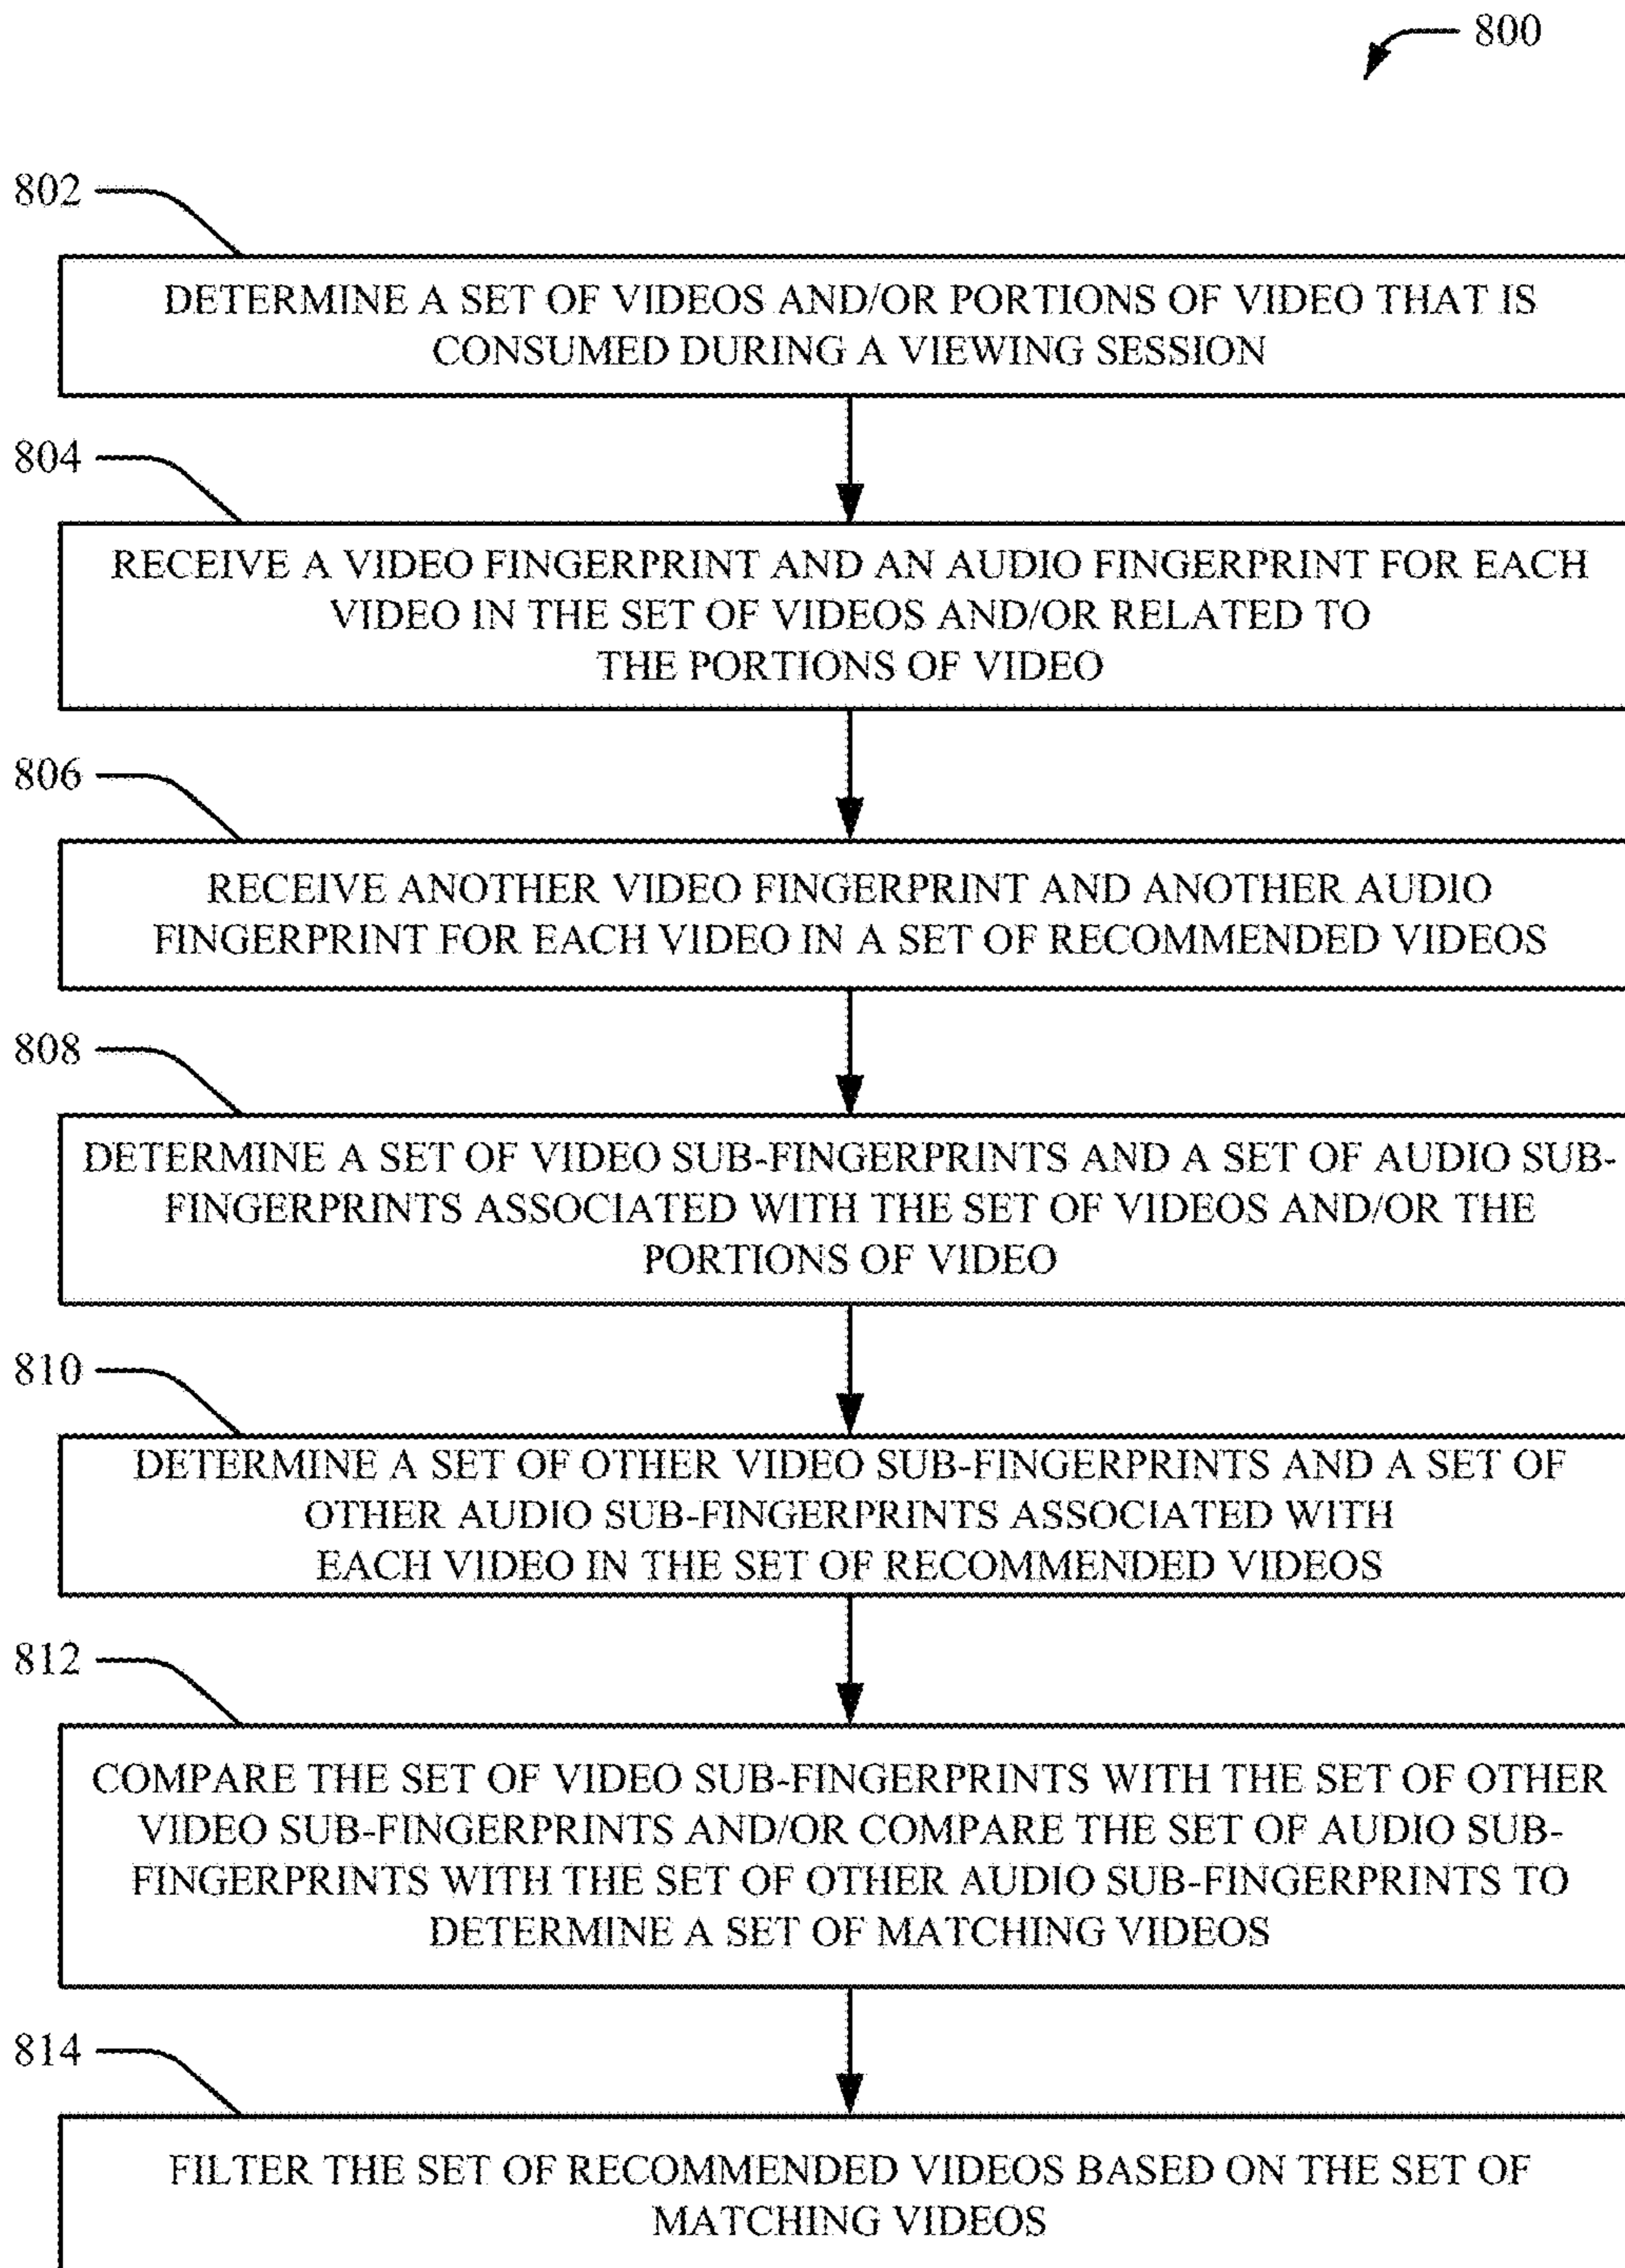 800
802
DETERMINE A SET OF VIDEOS AND/OR PORTIONS OF VIDEO THAT IS
CONSUMED DURING A VIEWING SESSION
804
RECEIVE A VIDEO FINGERPRINT AND AN AUDIO FINGERPRINT FOR EACH
VIDEO IN THE SET OF VIDEOS AND/OR RELATED TO
THE PORTIONS OF VIDEO
806
RECEIVE ANOTHER VIDEO FINGERPRINT AND ANOTHER AUDIO
FINGERPRINT FOR EACH VIDEO IN A SET OF RECOMMENDED VIDEOS
808
DETERMINE A SET OF VIDEO SUB-FINGERPRINTS AND A SET OF AUDIO SUB-
FINGERPRINTS ASSOCIATED WITH THE SET OF VIDEOS AND/OR THE
PORTIONS OF VIDEO
810
DETERMINE A SET OF OTHER VIDEO SUB-FINGERPRINTS AND A SET OF
OTHER AUDIO SUB-FINGERPRINTS ASSOCIATED WITH
EACH VIDEO IN THE SET OF RECOMMENDED VIDEOS
812
COMPARE THE SET OF VIDEO SUB-FINGERPRINTS WITH THE SET OF OTHER
VIDEO SUB-FINGERPRINTS AND/OR COMPARE THE SET OF AUDIO SUB-
FINGERPRINTS WITH THE SET OF OTHER AUDIO SUB-FINGERPRINTS TO
DETERMINE A SET OF MATCHING VIDEOS
814
FILTER THE SET OF RECOMMENDED VIDEOS BASED ON THE SET OF
MATCHING VIDEOS